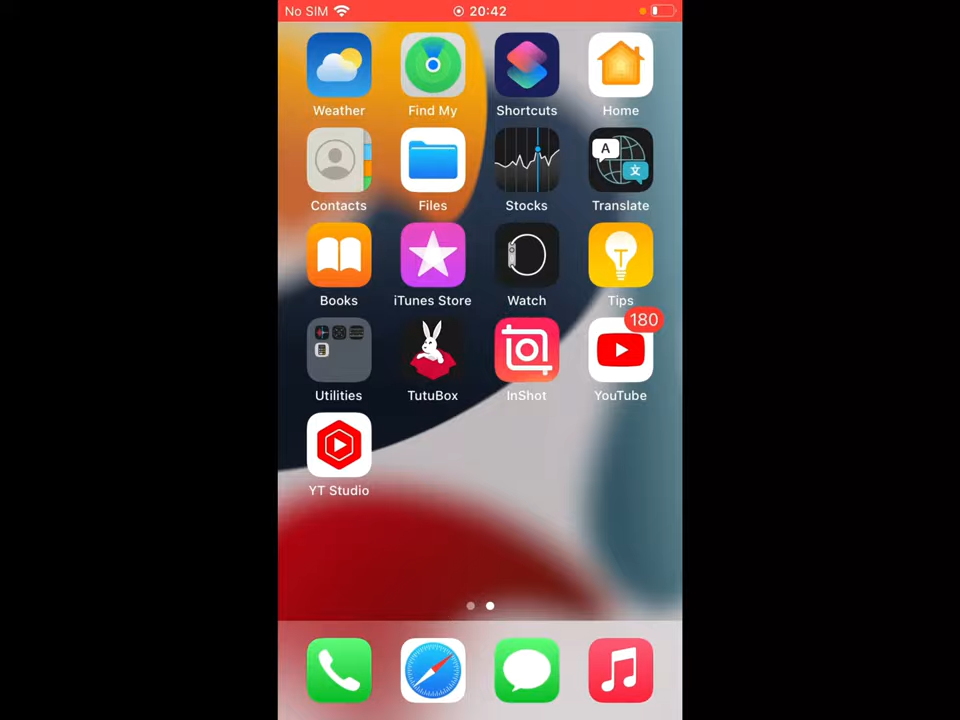 No SIM 20:42
Weather Find My Shortcuts Home
A 文
Contacts Files Stocks Translate
Books iTunes Store Watch Tips
180
Utilities TutuBox InShot YouTube
YT Studio